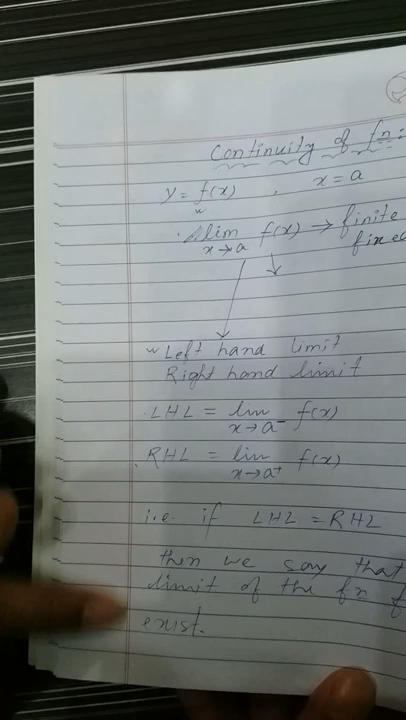 Continuity of fn:
y = f(x) , x = a
lim x→a f(x) → finite
Left hand limit
Right hand limit
LHL = lim x→a⁻ f(x)
RHL = lim x→a⁺ f(x)
i.e. if LHL = RHL
then we say that
limit of the fn f
exist.